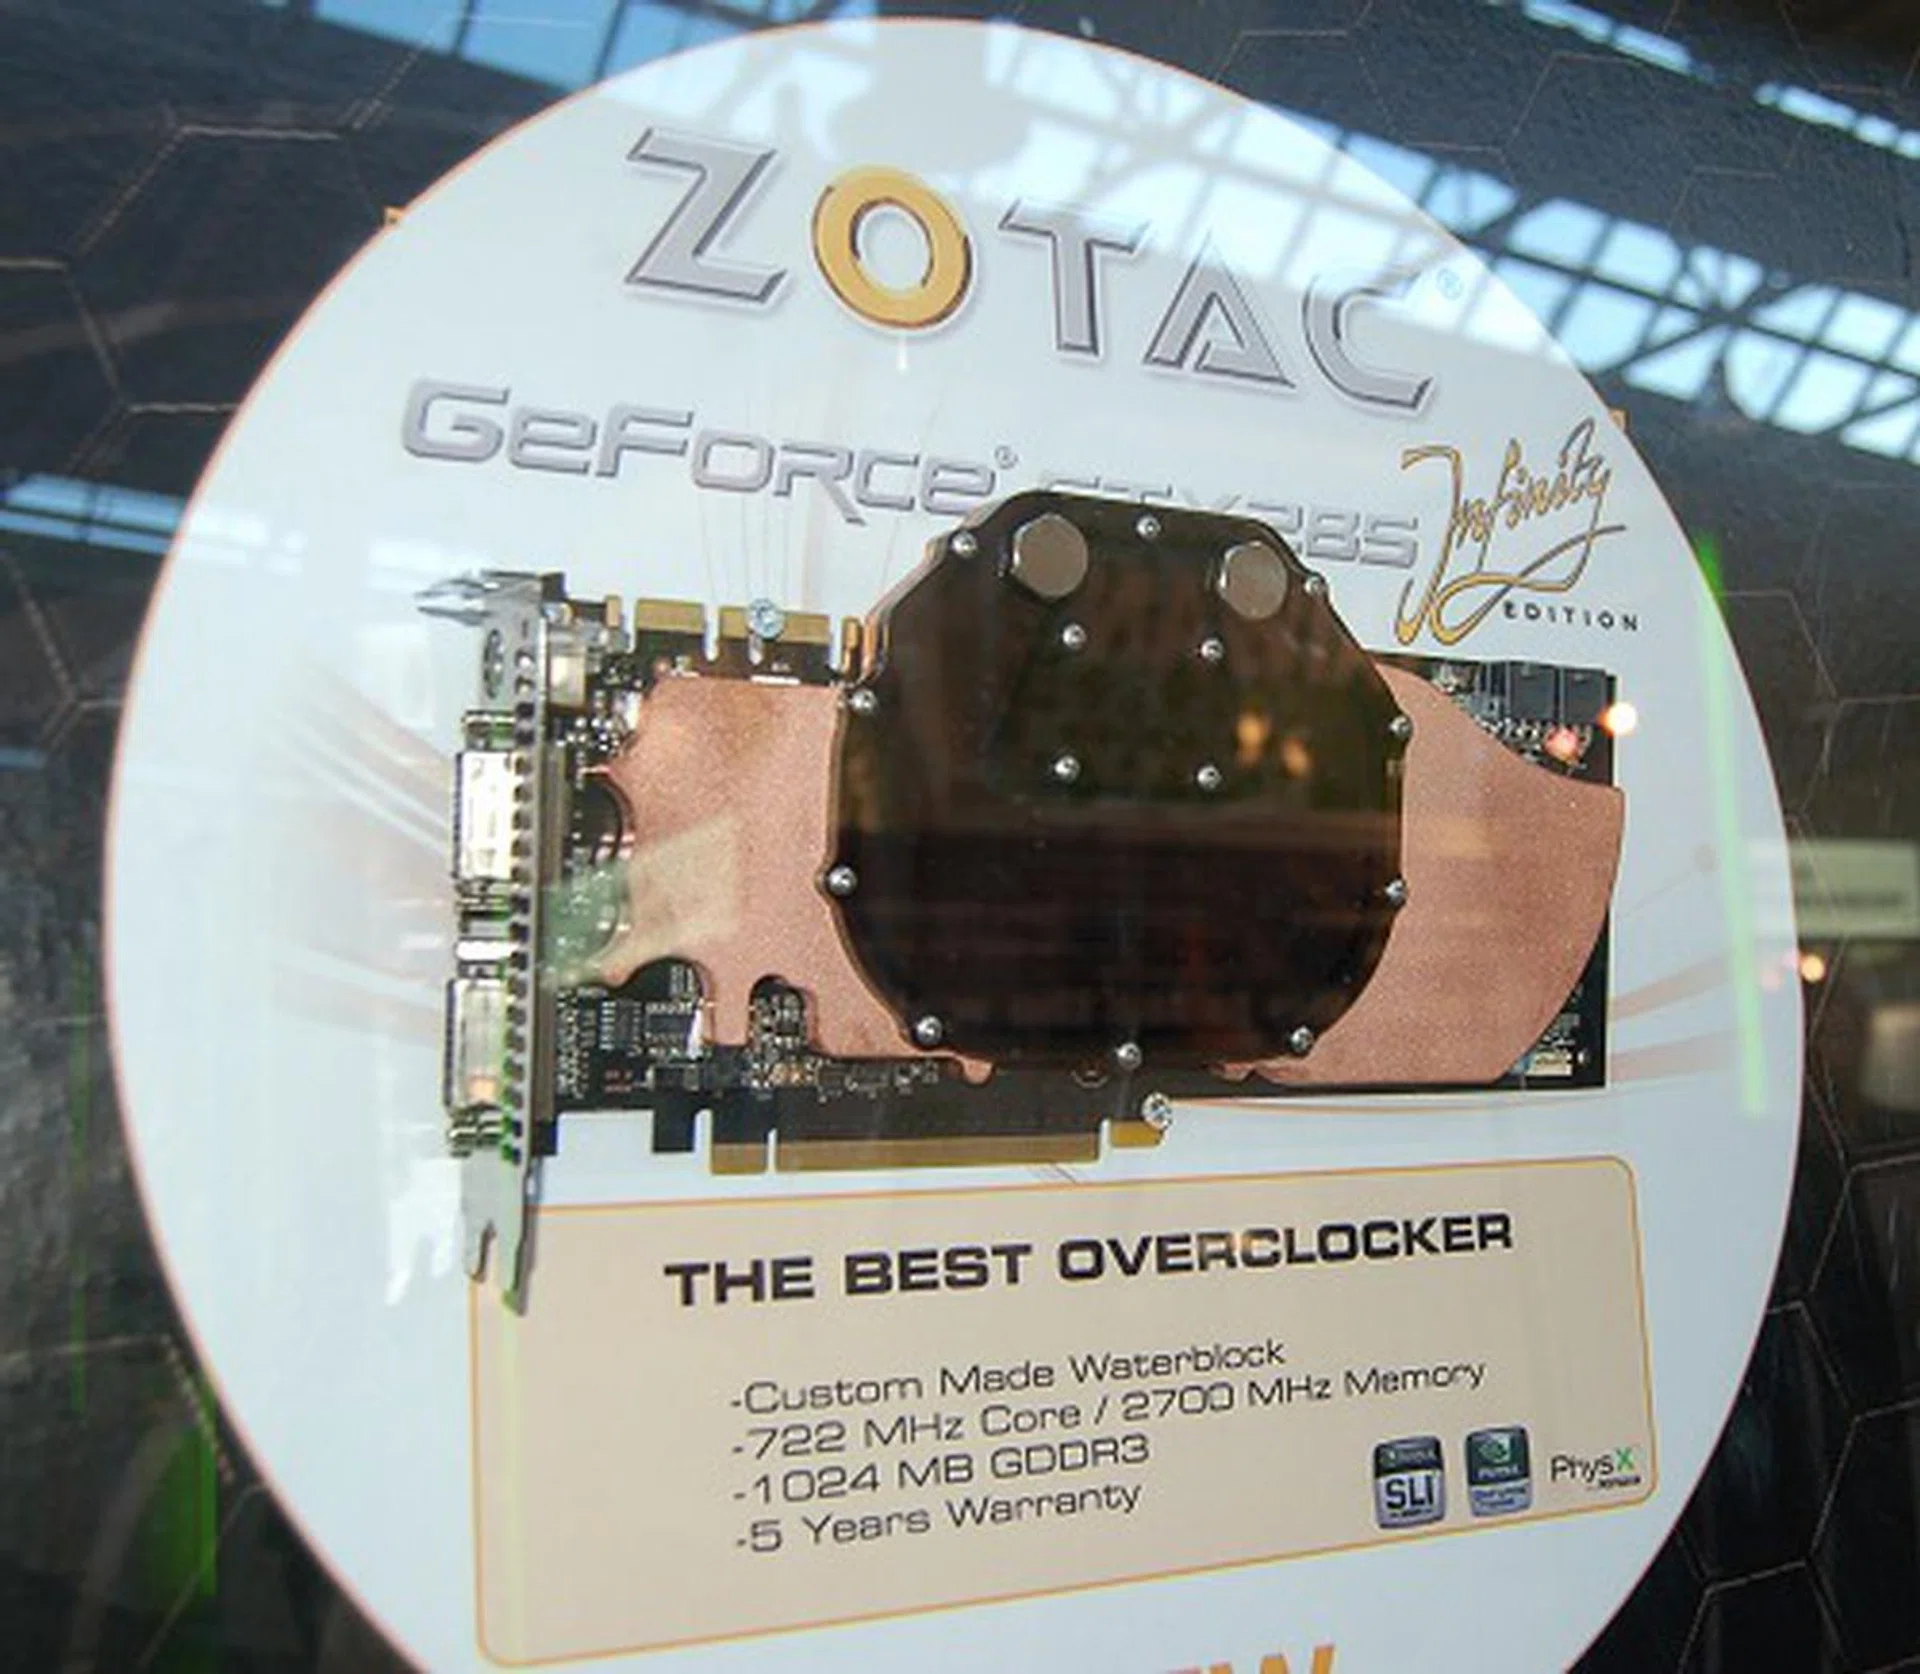 ZOTAC®
GeForce® GTX285
Infinity
EDITION
THE BEST OVERCLOCKER
-Custom Made Waterblock
-722 MHz Core / 2700 MHz Memory
-1024 MB GDDR3
-5 Years Warranty
SLI
PhysX